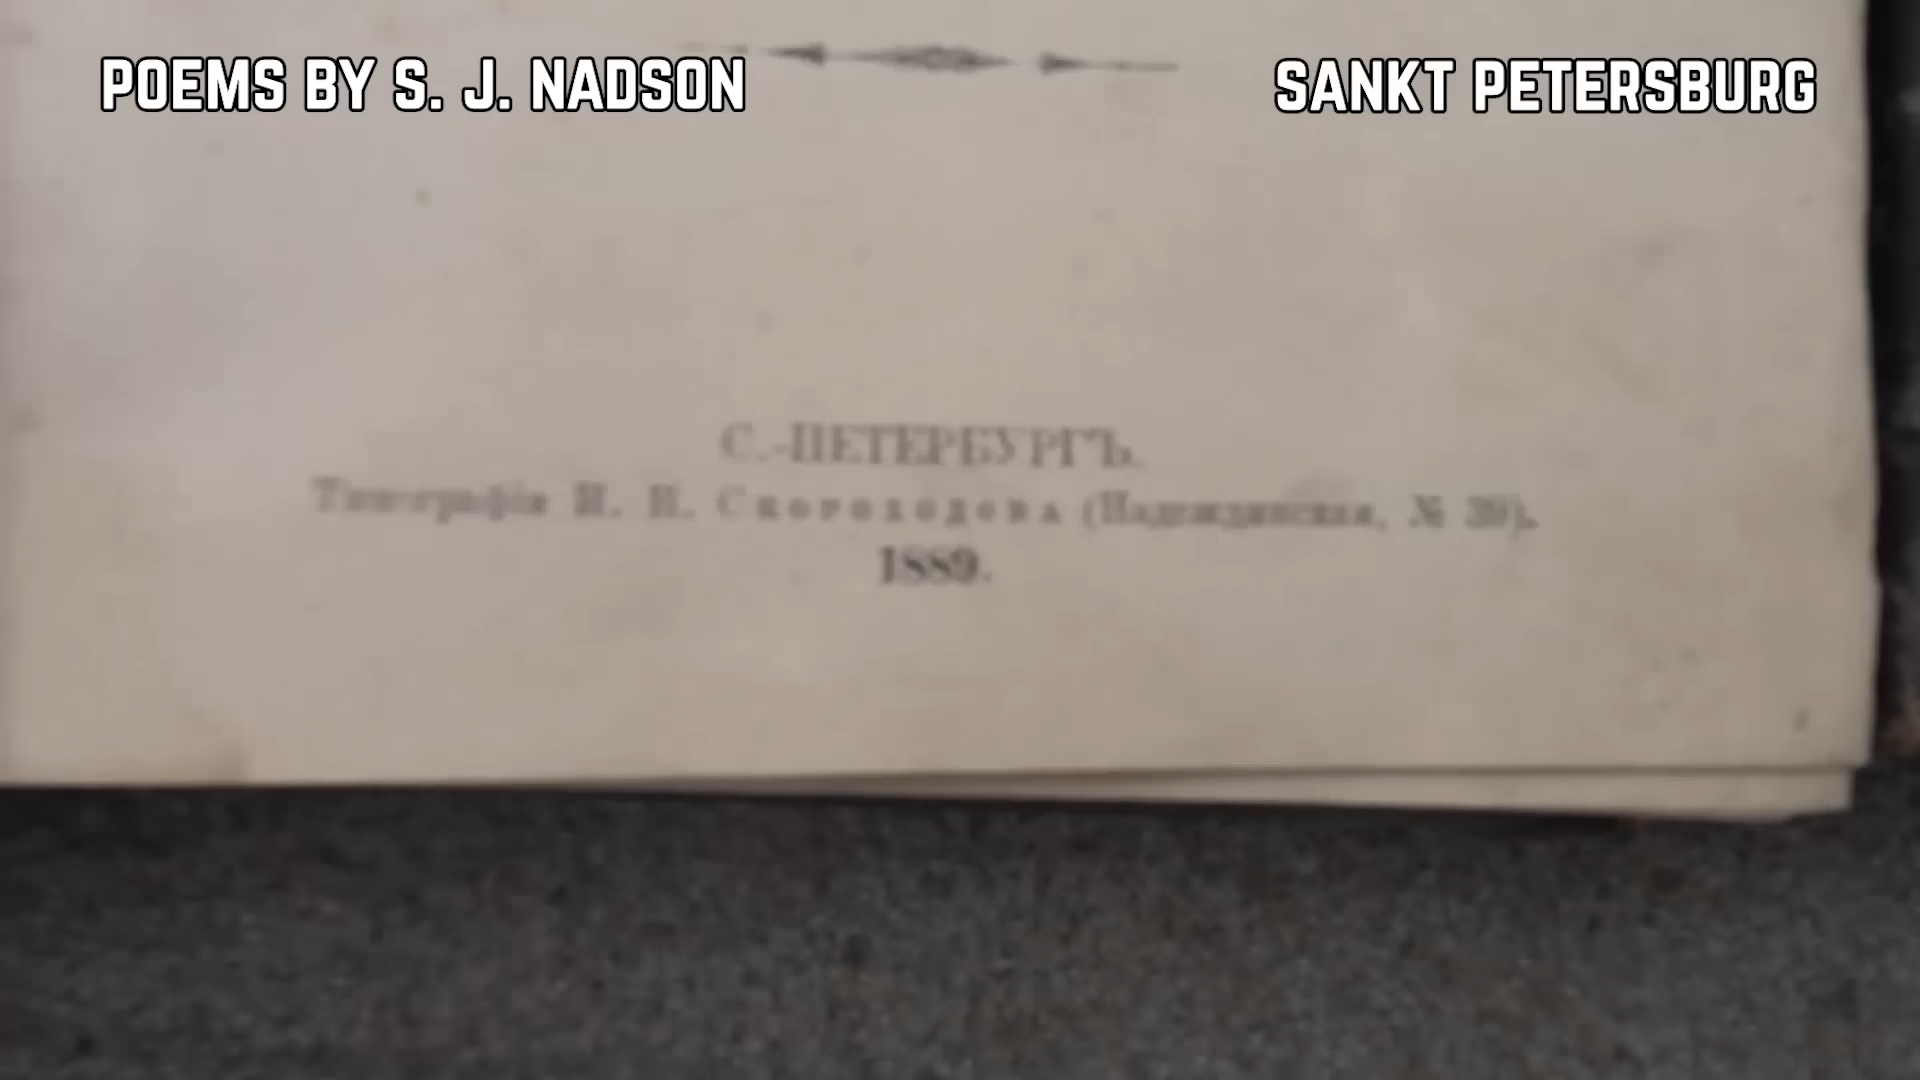 POEMS BY S. J. NADSON
SANKT PETERSBURG
С.-ПЕТЕРБУРГЪ.
Типографія И. Н. Скороходова (Надеждинская, № 39).
1889.